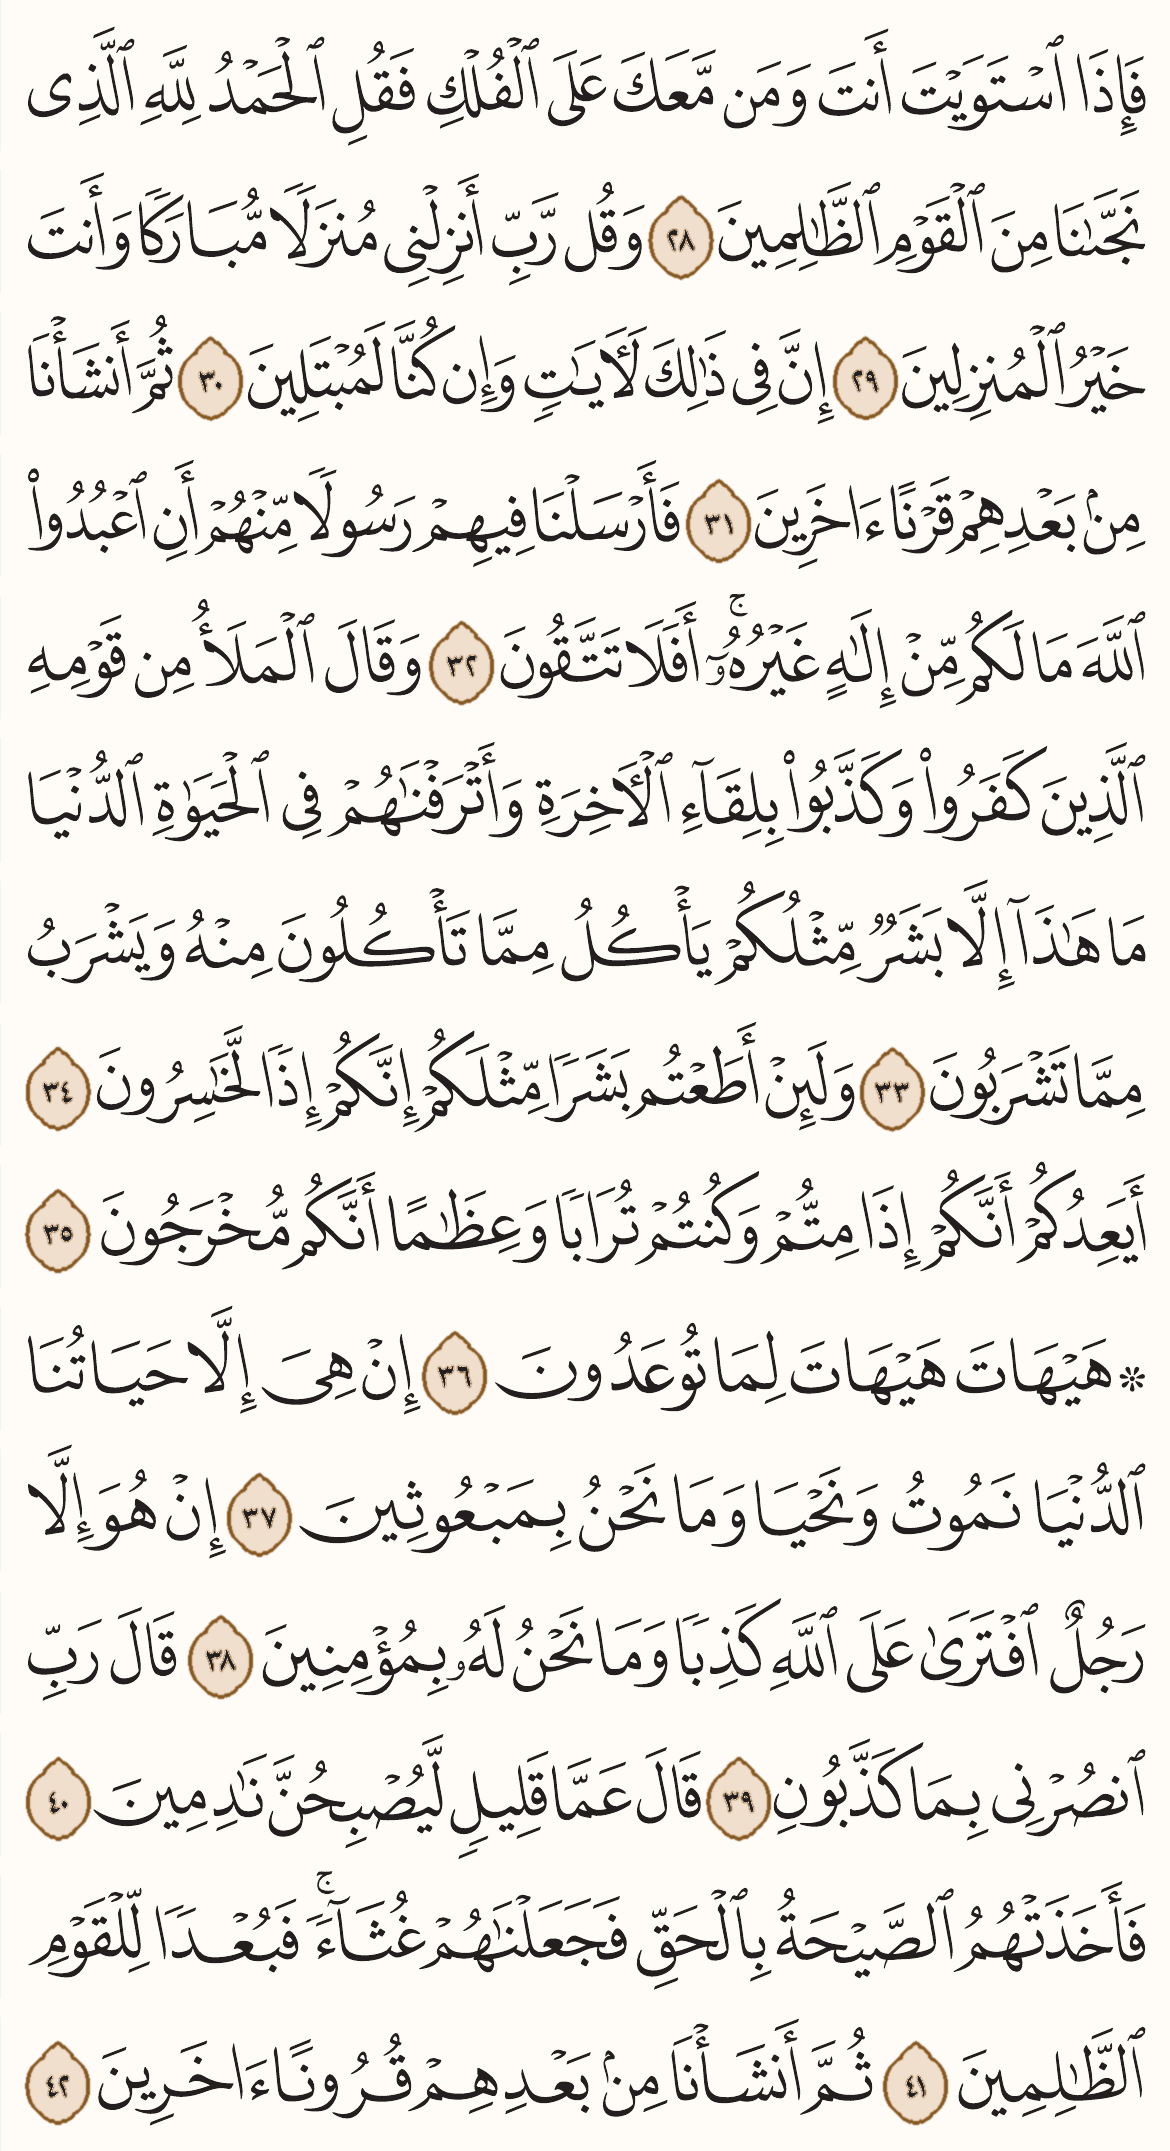 فَإِذَا ٱسۡتَوَيۡتَ أَنتَ وَمَن مَّعَكَ عَلَى ٱلۡفُلۡكِ فَقُلِ ٱلۡحَمۡدُ لِلَّهِ ٱلَّذِى
نَجَّىٰنَا مِنَ ٱلۡقَوۡمِ ٱلظَّٰلِمِينَ ٢٨ وَقُل رَّبِّ أَنزِلۡنِى مُنزَلًا مُّبَارَكًا وَأَنتَ
خَيۡرُ ٱلۡمُنزِلِينَ ٢٩ إِنَّ فِى ذَٰلِكَ لَأٓيَٰتٍ وَإِن كُنَّا لَمُبۡتَلِينَ ٣٠ ثُمَّ أَنشَأۡنَا
مِنۢ بَعۡدِهِمۡ قَرۡنًا ءَاخَرِينَ ٣١ فَأَرۡسَلۡنَا فِيهِمۡ رَسُولًا مِّنۡهُمۡ أَنِ ٱعۡبُدُواْ
ٱللَّهَ مَا لَكُم مِّنۡ إِلَٰهٍ غَيۡرُهُۥٓۚ أَفَلَا تَتَّقُونَ ٣٢ وَقَالَ ٱلۡمَلَأُ مِن قَوۡمِهِ
ٱلَّذِينَ كَفَرُواْ وَكَذَّبُواْ بِلِقَآءِ ٱلۡأٓخِرَةِ وَأَتۡرَفۡنَٰهُمۡ فِى ٱلۡحَيَوٰةِ ٱلدُّنۡيَا
مَا هَٰذَآ إِلَّا بَشَرٌ مِّثۡلُكُمۡ يَأۡكُلُ مِمَّا تَأۡكُلُونَ مِنۡهُ وَيَشۡرَبُ
مِمَّا تَشۡرَبُونَ ٣٣ وَلَئِنۡ أَطَعۡتُم بَشَرًا مِّثۡلَكُمۡ إِنَّكُمۡ إِذًا لَّخَٰسِرُونَ ٣٤
أَيَعِدُكُمۡ أَنَّكُمۡ إِذَا مِتُّمۡ وَكُنتُمۡ تُرَابًا وَعِظَٰمًا أَنَّكُم مُّخۡرَجُونَ ٣٥
۞ هَيۡهَاتَ هَيۡهَاتَ لِمَا تُوعَدُونَ ٣٦ إِنۡ هِىَ إِلَّا حَيَاتُنَا
ٱلدُّنۡيَا نَمُوتُ وَنَحۡيَا وَمَا نَحۡنُ بِمَبۡعُوثِينَ ٣٧ إِنۡ هُوَ إِلَّا
رَجُلٌ ٱفۡتَرَىٰ عَلَى ٱللَّهِ كَذِبًا وَمَا نَحۡنُ لَهُۥ بِمُؤۡمِنِينَ ٣٨ قَالَ رَبِّ
ٱنصُرۡنِى بِمَا كَذَّبُونِ ٣٩ قَالَ عَمَّا قَلِيلٍ لَّيُصۡبِحُنَّ نَٰدِمِينَ ٤٠
فَأَخَذَتۡهُمُ ٱلصَّيۡحَةُ بِٱلۡحَقِّ فَجَعَلۡنَٰهُمۡ غُثَآءًۚ فَبُعۡدًا لِّلۡقَوۡمِ
ٱلظَّٰلِمِينَ ٤١ ثُمَّ أَنشَأۡنَا مِنۢ بَعۡدِهِمۡ قُرُونًا ءَاخَرِينَ ٤٢